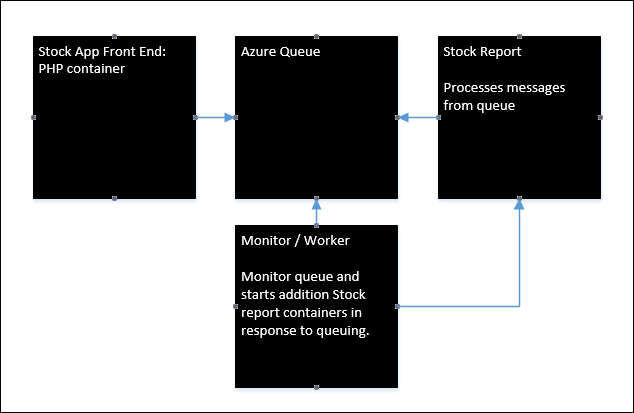 Stock App Front End:
PHP container
Azure Queue
Stock Report
Processes messages
from queue
Monitor / Worker
Monitor queue and
starts addition Stock
report containers in
response to queuing.